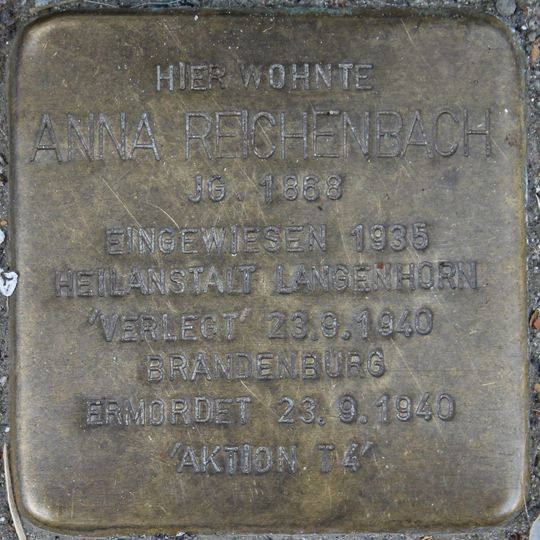 HIER WOHNTE
ANNA REICHENBACH
JG. 1868
EINGEWIESEN 1935
HEILANSTALT LANGENHORN
'VERLEGT' 23.9.1940
BRANDENBURG
ERMORDET 23.9.1940
'AKTION T4'